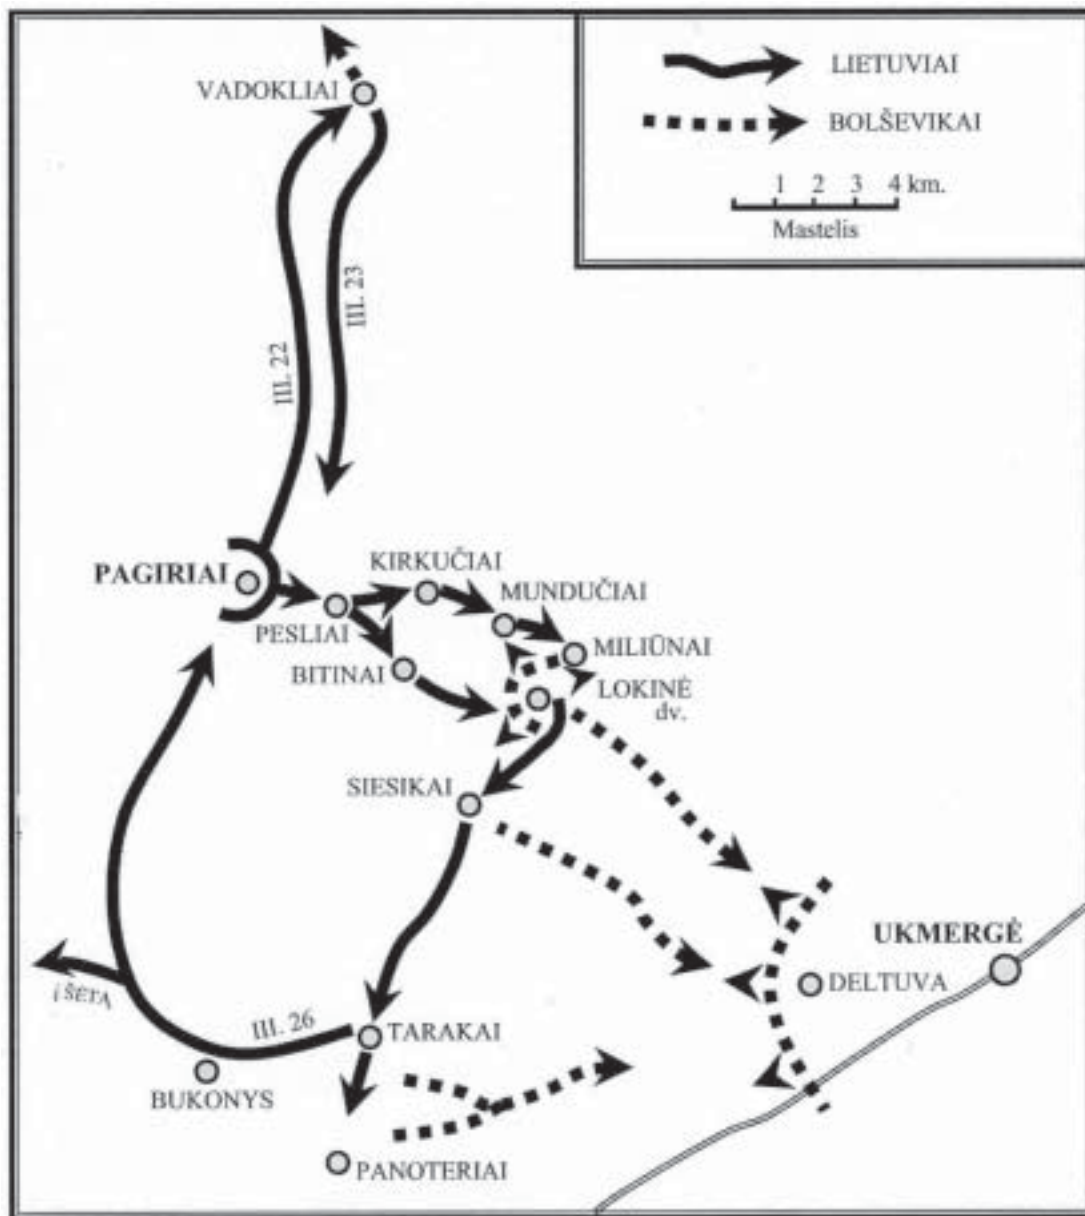 LIETUVIAI
BOLŠEVIKAI
1 2 3 4 km.
Mastelis
VADOKLIAI
III. 23
III. 22
PAGIRIAI
KIRKUČIAI
MUNDUČIAI
PESLIAI
MILIŪNAI
BITINAI
LOKINĖ
dv.
SIESIKAI
UKMERGĖ
DELTUVA
į ŠĖTĄ
III. 26
TARAKAI
BUKONYS
PANOTERIAI